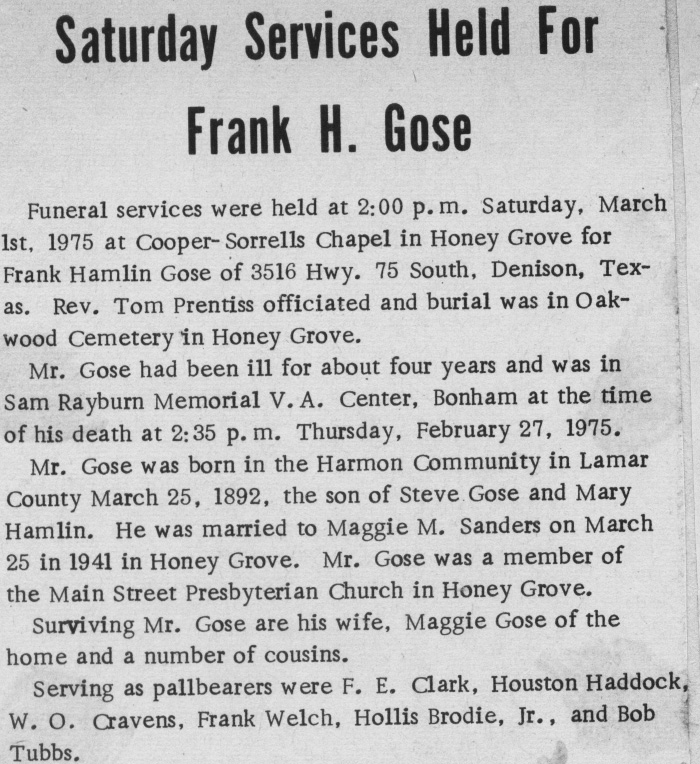 Saturday Services Held For
Frank H. Gose
Funeral services were held at 2:00 p.m. Saturday, March
1st, 1975 at Cooper-Sorrells Chapel in Honey Grove for
Frank Hamlin Gose of 3516 Hwy. 75 South, Denison, Tex-
as. Rev. Tom Prentiss officiated and burial was in Oak-
wood Cemetery in Honey Grove.
Mr. Gose had been ill for about four years and was in
Sam Rayburn Memorial V.A. Center, Bonham at the time
of his death at 2:35 p.m. Thursday, February 27, 1975.
Mr. Gose was born in the Harmon Community in Lamar
County March 25, 1892, the son of Steve Gose and Mary
Hamlin. He was married to Maggie M. Sanders on March
25 in 1941 in Honey Grove. Mr. Gose was a member of
the Main Street Presbyterian Church in Honey Grove.
Surviving Mr. Gose are his wife, Maggie Gose of the
home and a number of cousins.
Serving as pallbearers were F. E. Clark, Houston Haddock,
W. O. Cravens, Frank Welch, Hollis Brodie, Jr., and Bob
Tubbs.